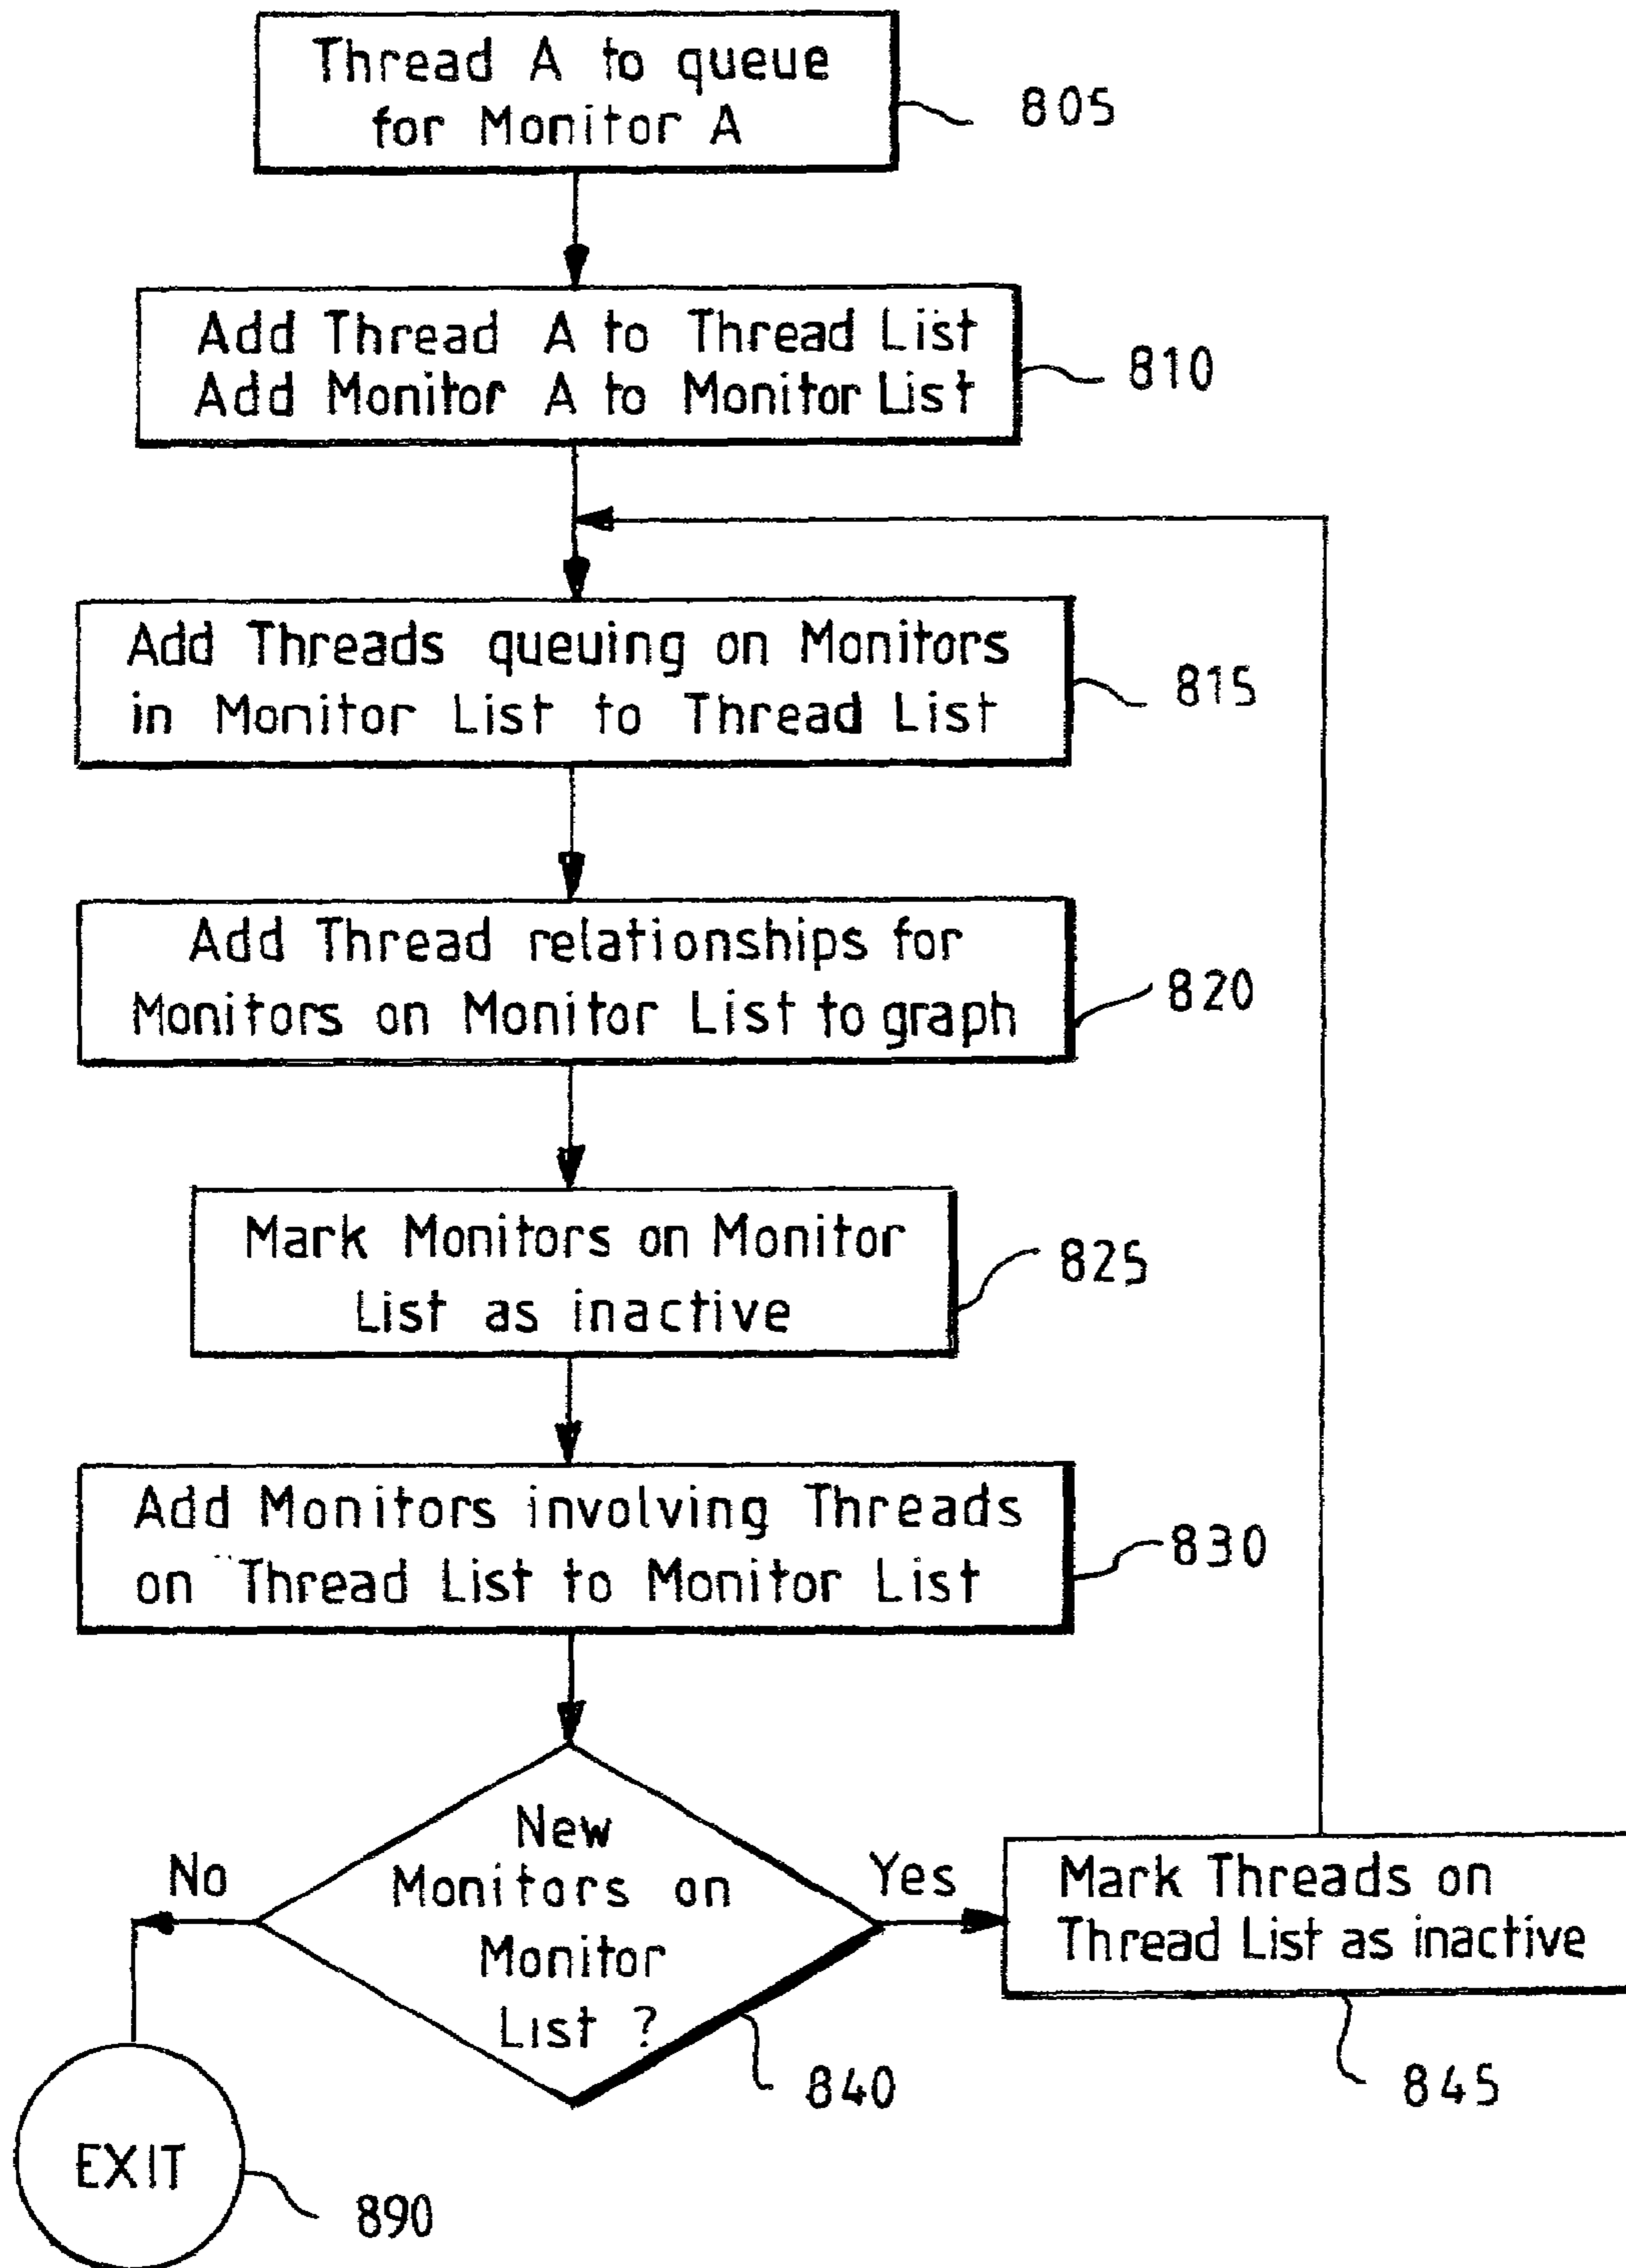 Thread A to queue
for Monitor A
805
Add Thread A to Thread List
Add Monitor A to Monitor List
810
Add Threads queuing on Monitors
in Monitor List to Thread List
815
Add Thread relationships for
Monitors on Monitor List to graph
820
Mark Monitors on Monitor
List as inactive
825
Add Monitors involving Threads
on Thread List to Monitor List
830
New
Monitors on
Monitor
List ?
840
No
Yes
Mark Threads on
Thread List as inactive
845
EXIT
890